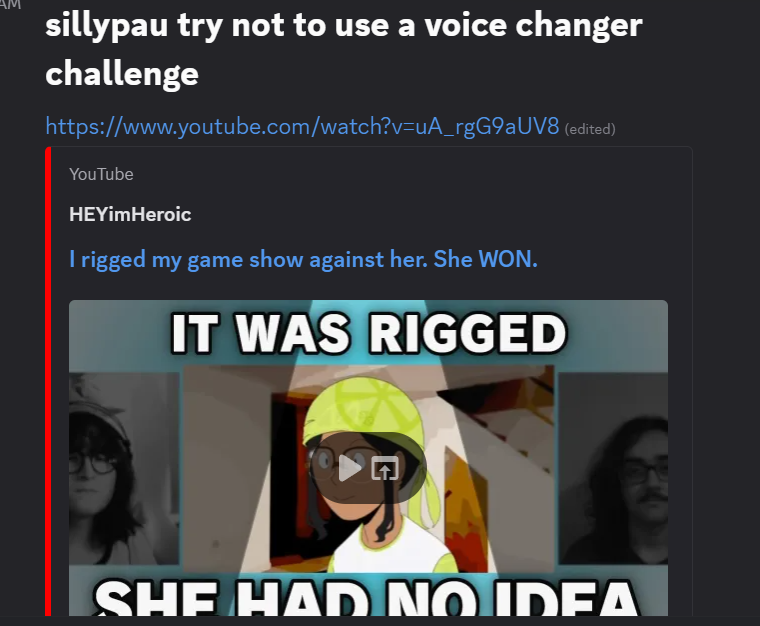 AM
sillypau try not to use a voice changer
challenge
https://www.youtube.com/watch?v=uA_rgG9aUV8 (edited)
YouTube
HEYimHeroic
I rigged my game show against her. She WON.
IT WAS RIGGED
SHE HAD NO IDEA